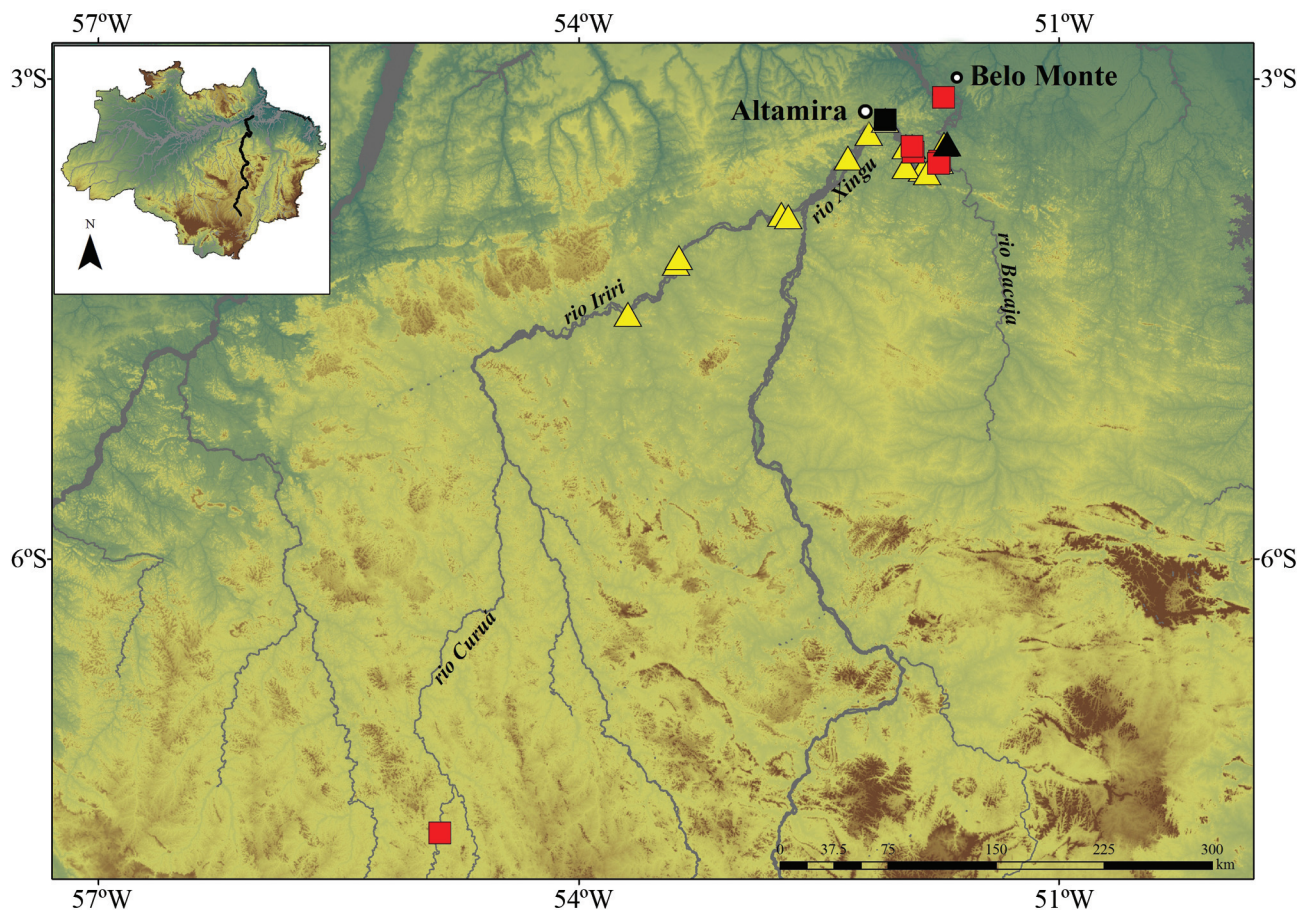 57ºW 54ºW 51ºW
3ºS 3ºS
Belo Monte
Altamira
N
rio Xingu
rio Bacaja
rio Iriri
6ºS 6ºS
rio Curuá
0 37.5 75 150 225 300
km
57ºW 54ºW 51ºW